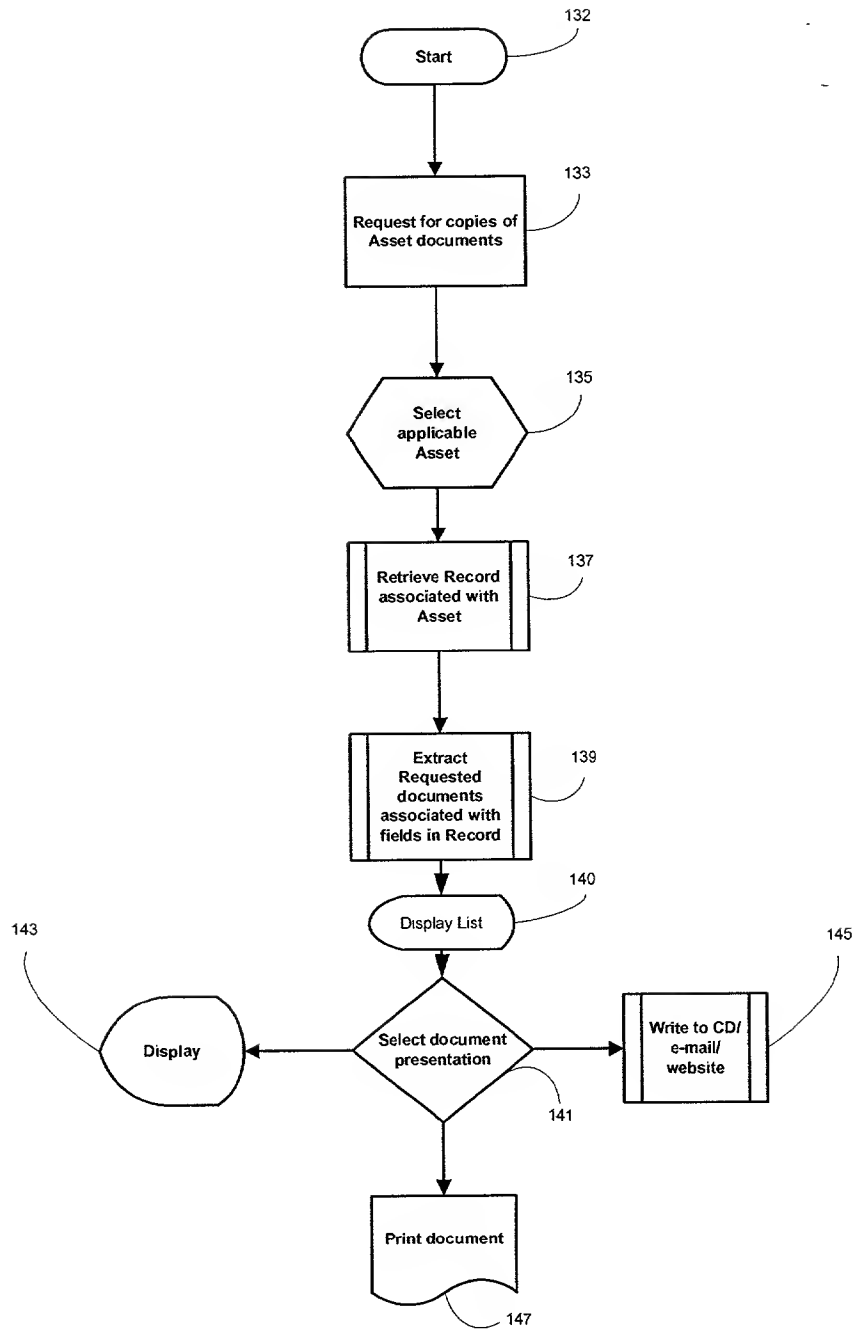 132
Start
133
Request for copies of
Asset documents
135
Select
applicable
Asset
137
Retrieve Record
associated with
Asset
139
Extract
Requested
documents
associated with
fields in Record
140
Display List
143
145
Display
Select document
presentation
Write to CD/
e-mail/
website
141
Print document
147